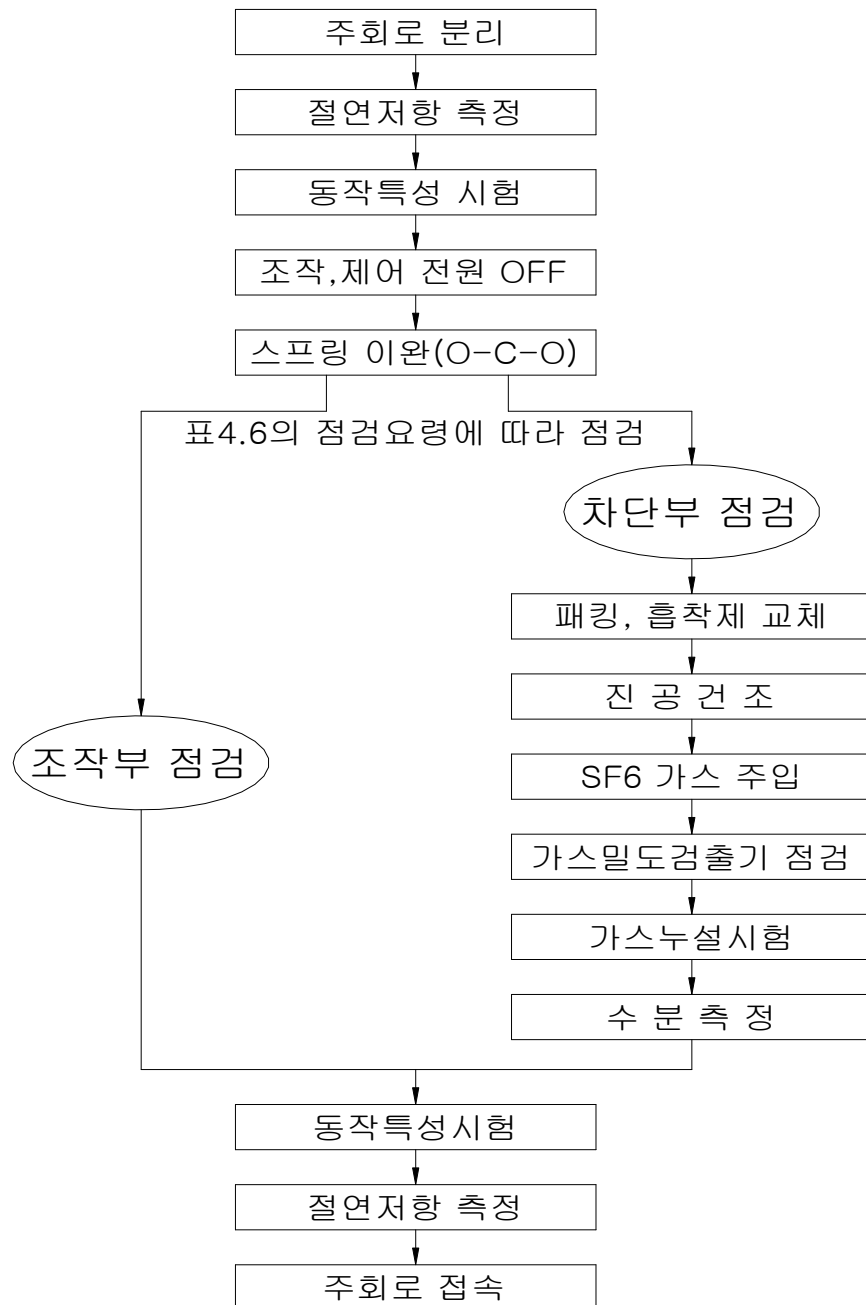 주회로 분리
절연저항 측정
동작특성 시험
조작,제어 전원 OFF
스프링 이완(O-C-O)
표4.6의 점검요령에 따라 점검
차단부 점검
패킹, 흡착제 교체
진 공 건 조
SF6 가스 주입
조작부 점검
가스밀도검출기 점검
가스누설시험
수 분 측 정
동작특성시험
절연저항 측정
주회로 접속